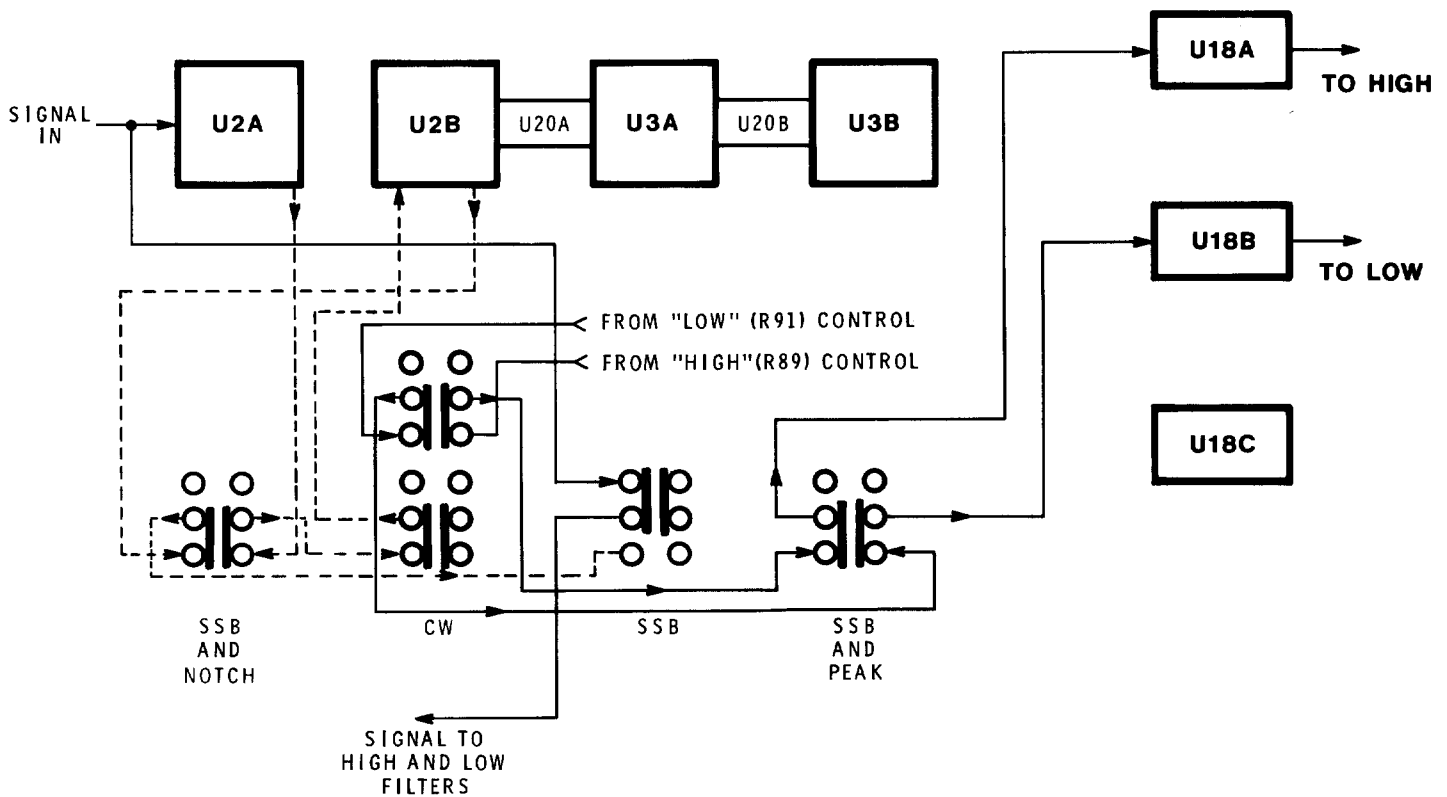 U18A
TO HIGH
SIGNAL
IN
U2A
U2B
U20A
U3A
U20B
U3B
U18B
TO LOW
FROM "LOW" (R91) CONTROL
FROM "HIGH"(R89) CONTROL
U18C
SSB
AND
NOTCH
CW
SSB
SSB
AND
PEAK
SIGNAL TO
HIGH AND LOW
FILTERS